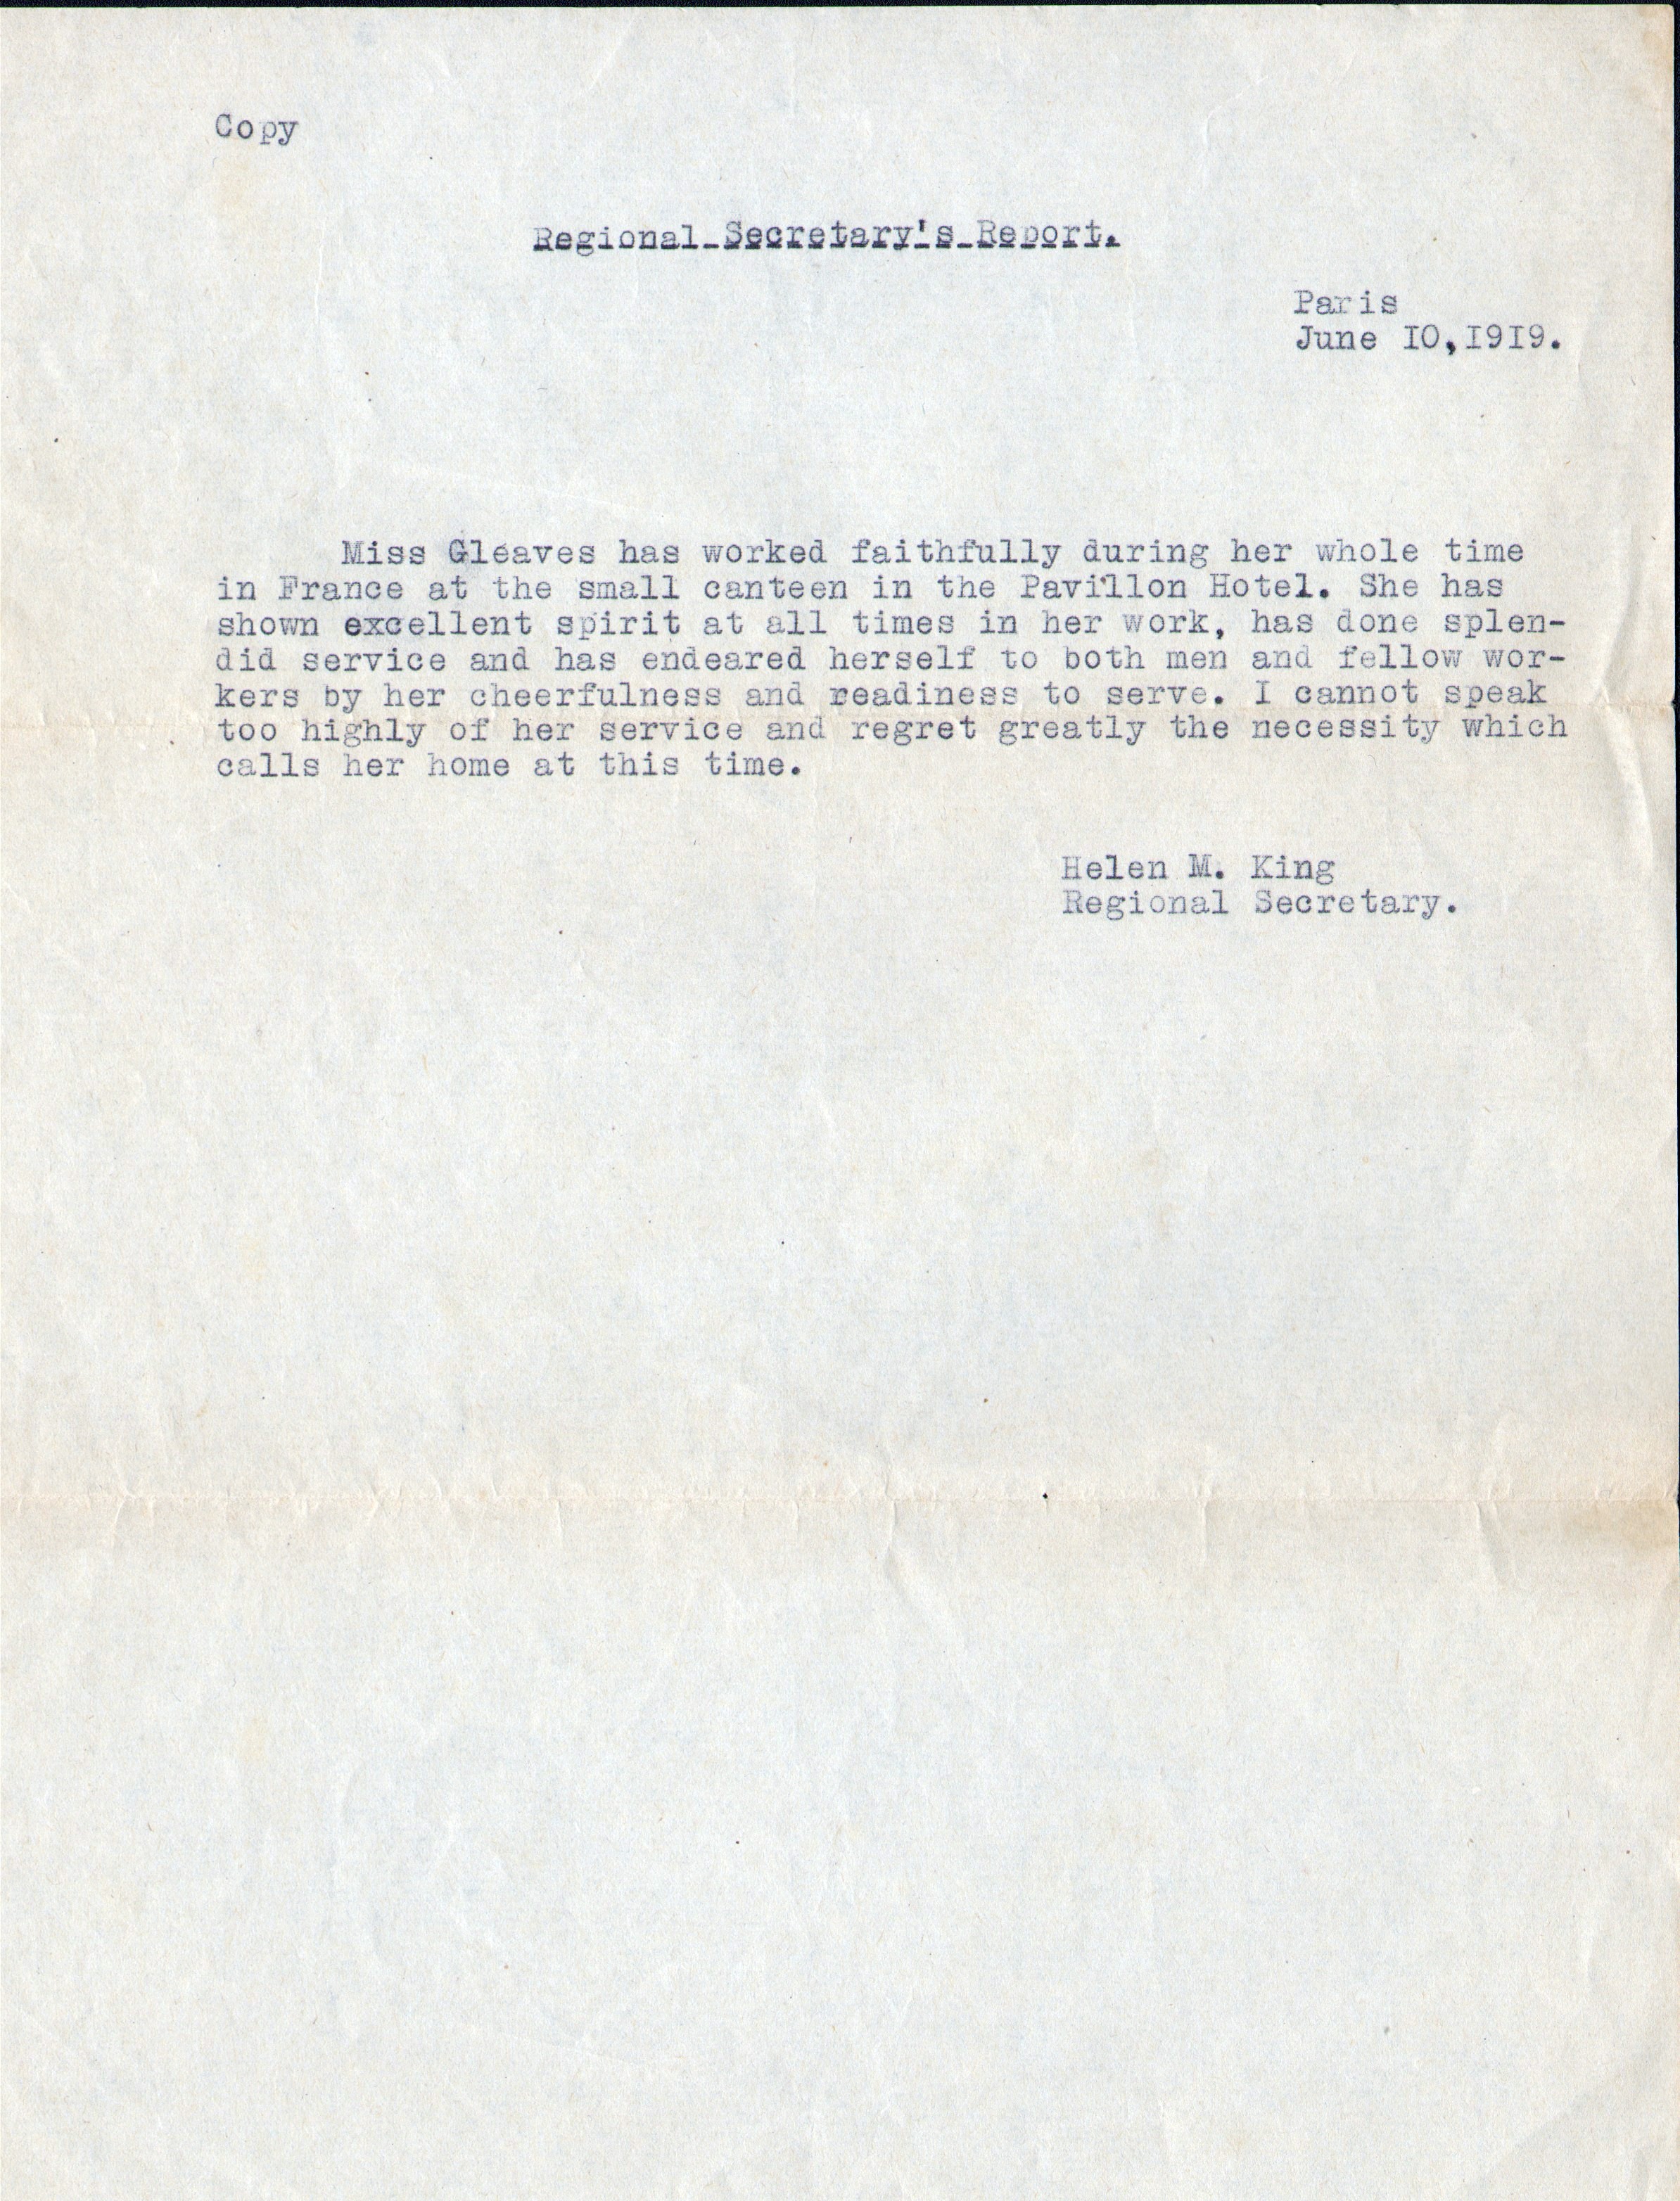 Copy
Regional Secretary's Report.
Paris
June IO,I9I9.
Miss Gleaves has worked faithfully during her whole time
in France at the small canteen in the Pavillon Hotel. She has
shown excellent spirit at all times in her work, has done splen-
did service and has endeared herself to both men and fellow wor-
kers by her cheerfulness and readiness to serve. I cannot speak
too highly of her service and regret greatly the necessity which
calls her home at this time.
Helen M. King
Regional Secretary.